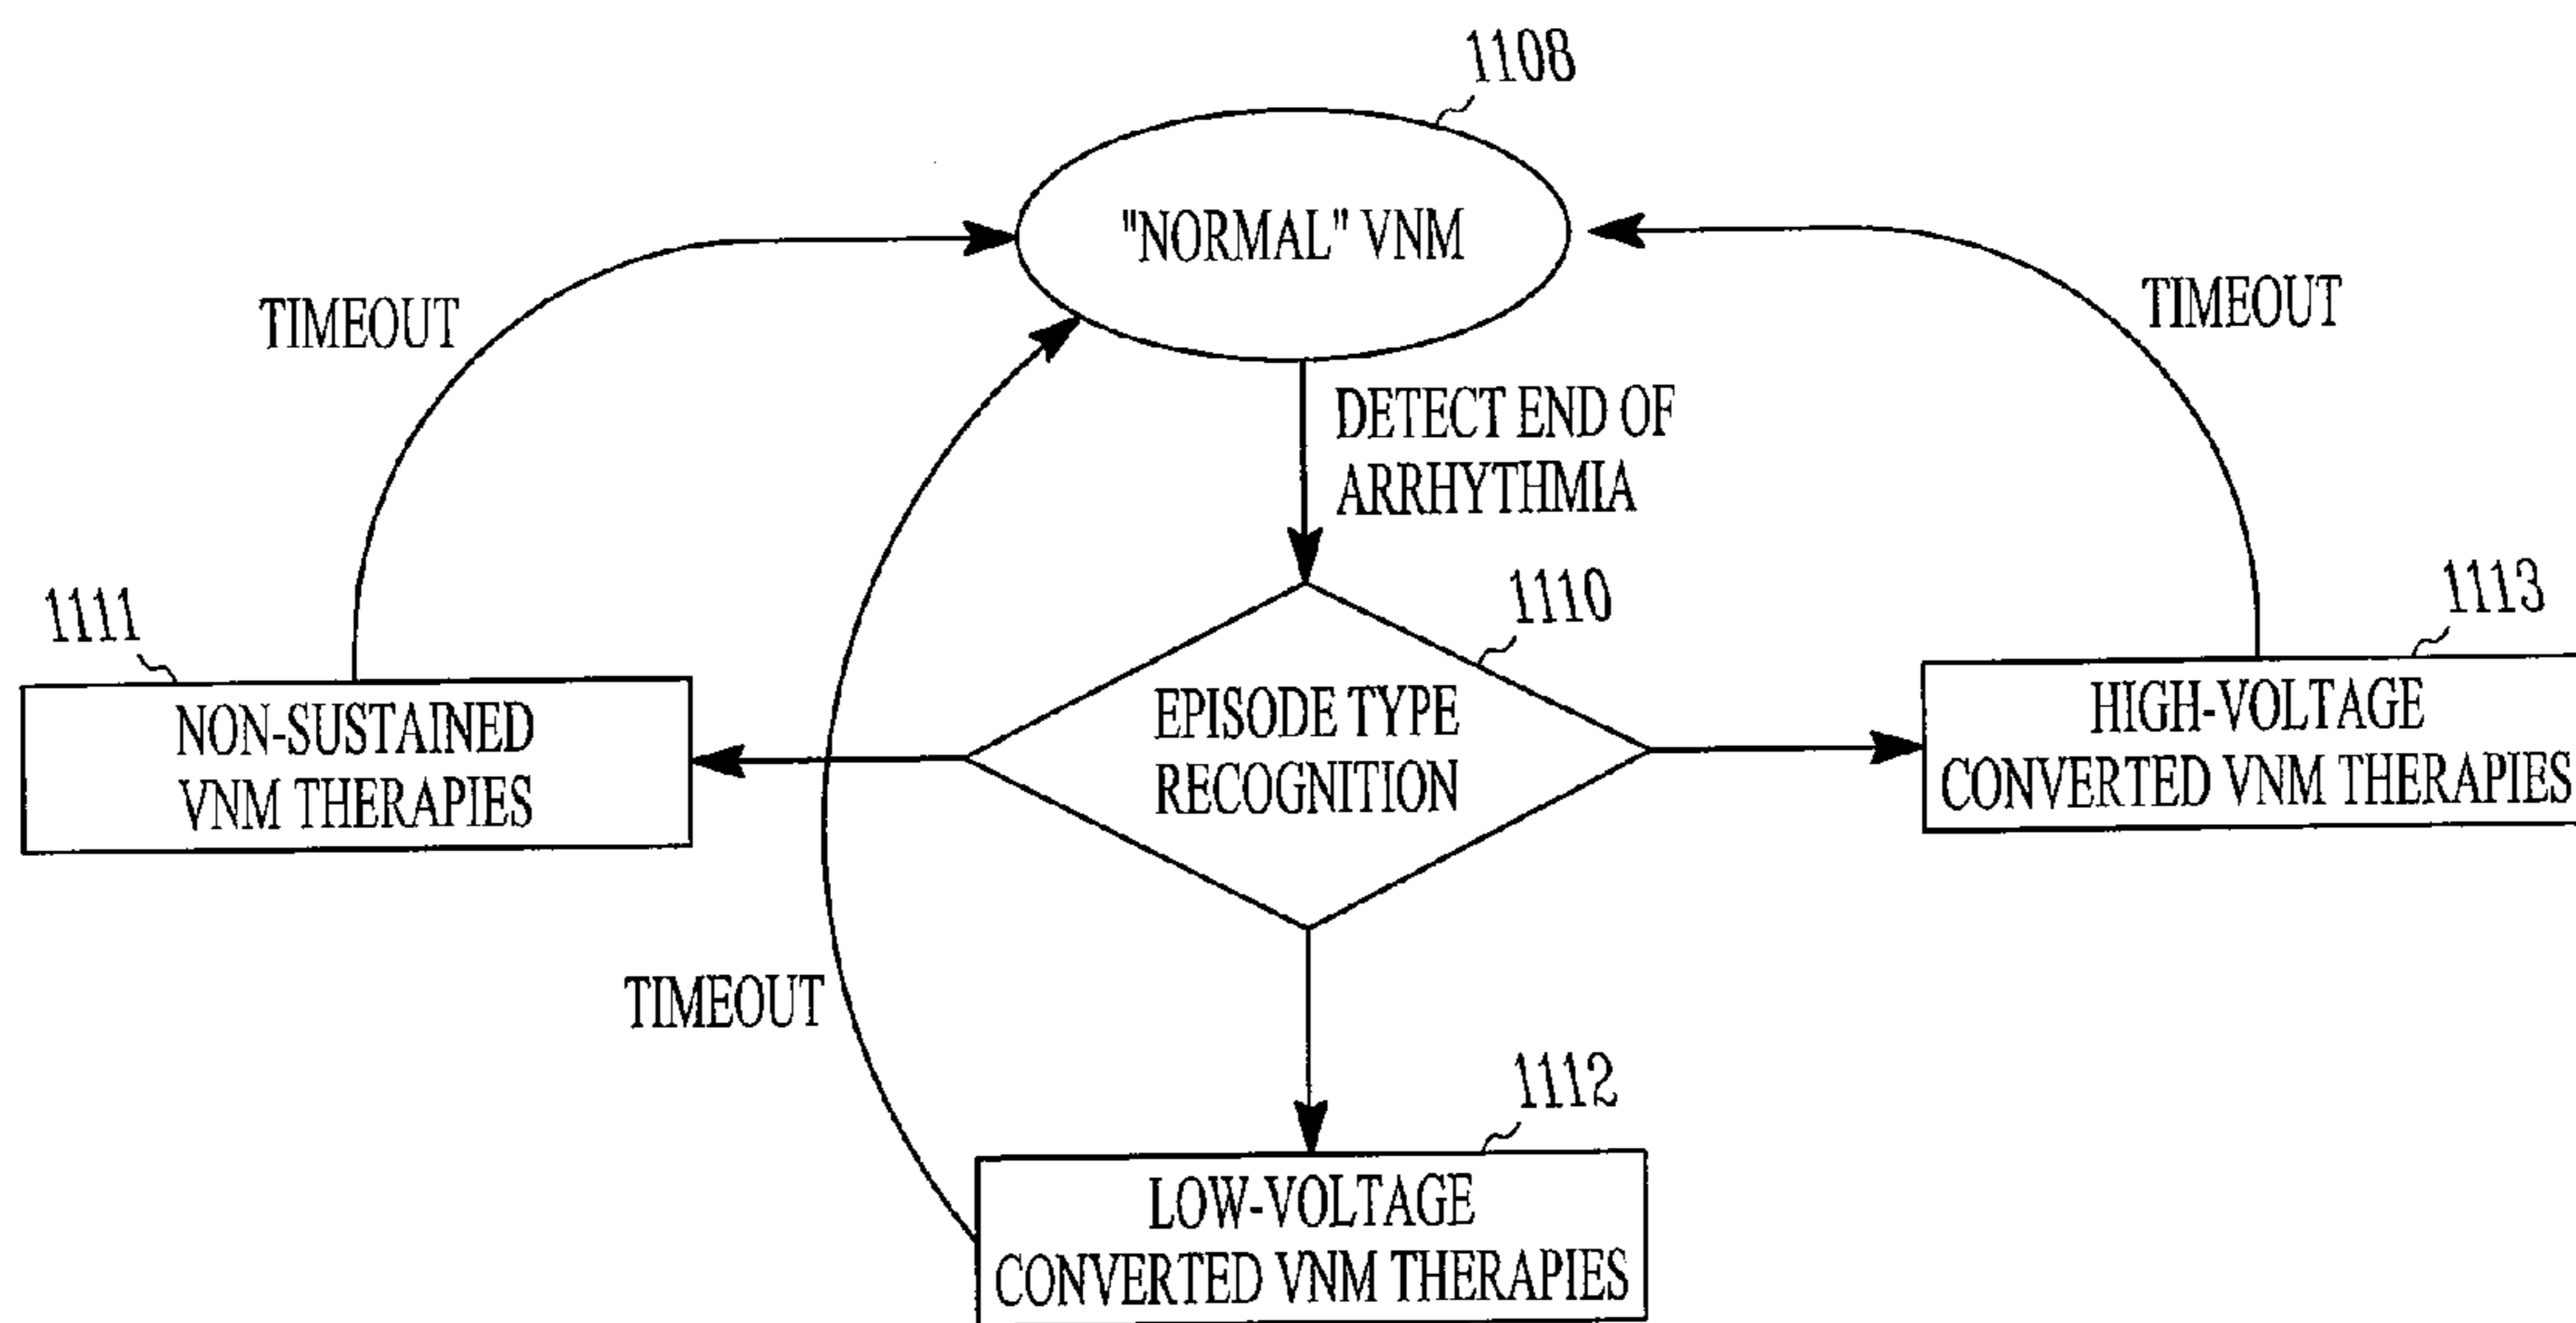 1108
"NORMAL" VNM
TIMEOUT
TIMEOUT
DETECT END OF
ARRHYTHMIA
1111
1110
1113
NON-SUSTAINED
VNM THERAPIES
EPISODE TYPE
RECOGNITION
HIGH-VOLTAGE
CONVERTED VNM THERAPIES
TIMEOUT
1112
LOW-VOLTAGE
CONVERTED VNM THERAPIES